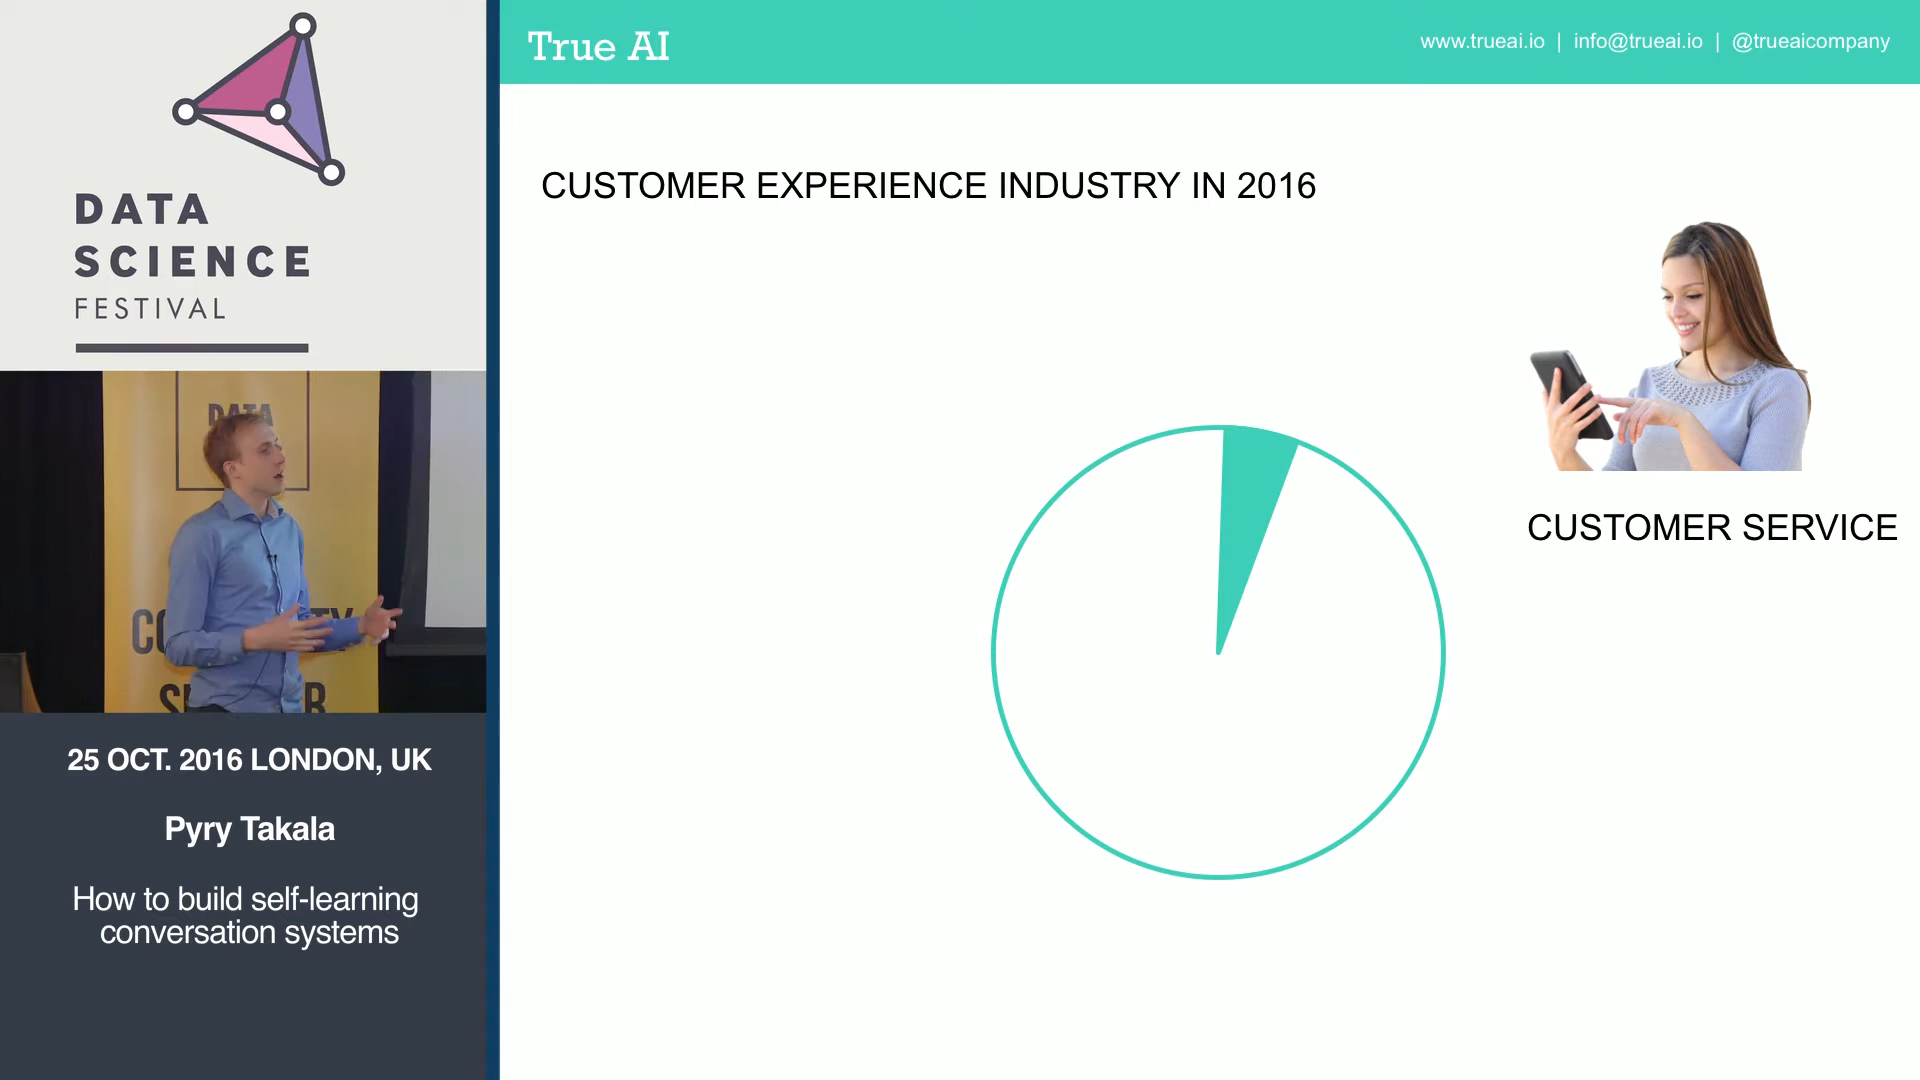 DATA
SCIENCE
FESTIVAL
DATA
25 OCT. 2016 LONDON, UK
Pyry Takala
How to build self-learning
conversation systems
True AI
www.trueai.io | info@trueai.io | @trueaicompany
CUSTOMER EXPERIENCE INDUSTRY IN 2016
CUSTOMER SERVICE